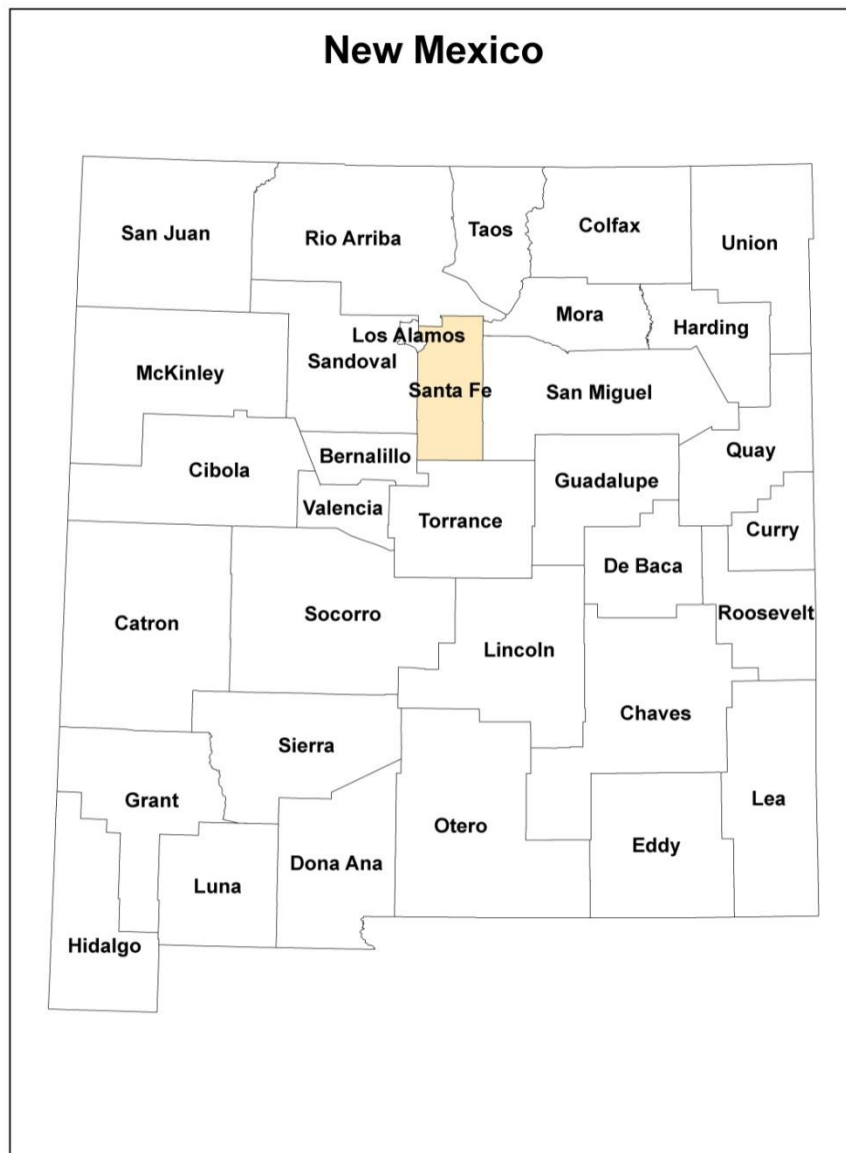 New Mexico
San Juan
Rio Arriba
Taos
Colfax
Union
Mora
Harding
Los Alamos
Sandoval
McKinley
Santa Fe
San Miguel
Bernalillo
Quay
Cibola
Guadalupe
Valencia
Torrance
Curry
De Baca
Roosevelt
Catron
Socorro
Lincoln
Chaves
Sierra
Grant
Lea
Otero
Eddy
Dona Ana
Luna
Hidalgo